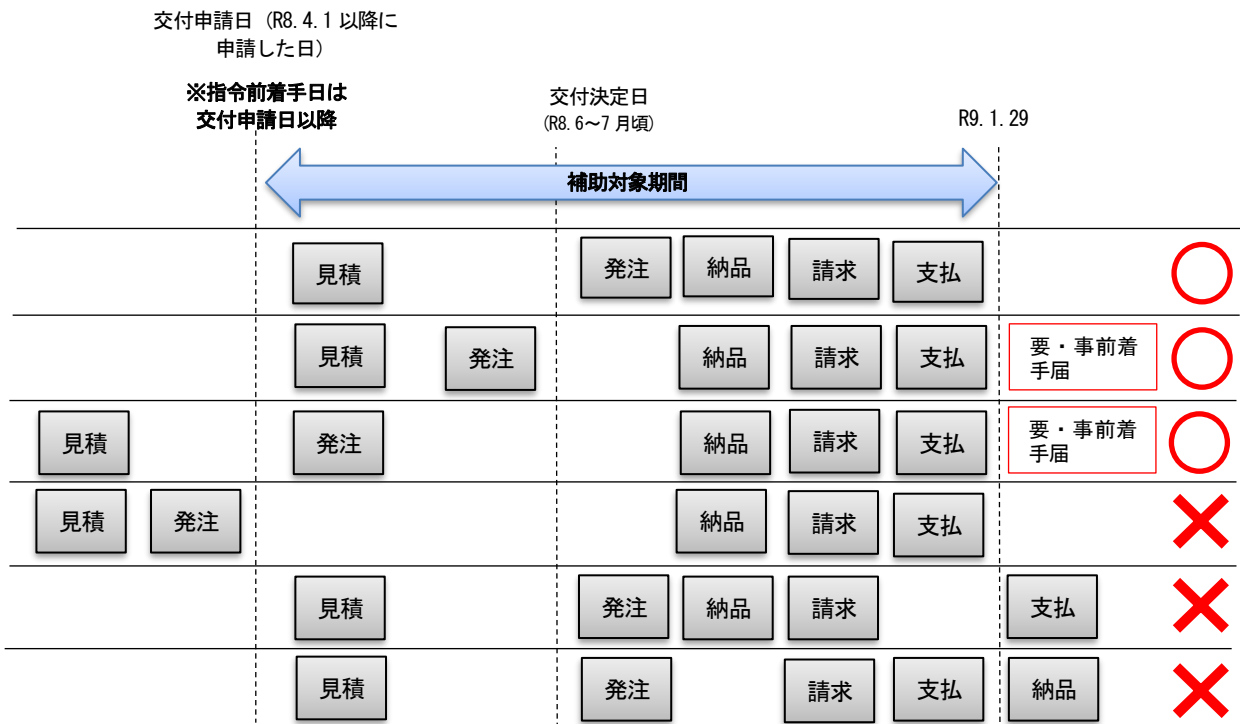 交付申請日（R8.4.1以降に
申請した日）
※指令前着手日は
交付申請日以降
交付決定日
(R8.6～7月頃)
R9.1.29
補助対象期間
見積 発注 納品 請求 支払
見積 発注 納品 請求 支払 要・事前着
手届
見積 発注 納品 請求 支払 要・事前着
手届
見積 発注 納品 請求 支払
見積 発注 納品 請求 支払
見積 発注 請求 支払 納品